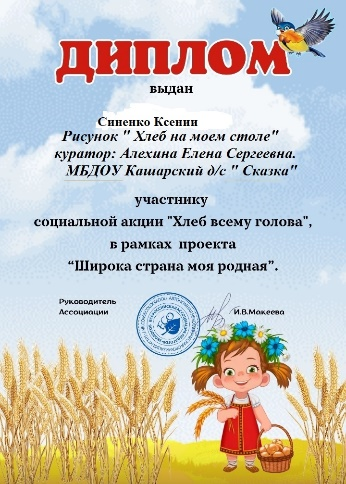 ДИПЛОМ
выдан
Синенко Ксении
Рисунок " Хлеб на моем столе"
куратор: Алехина Елена Сергеевна.
МБДОУ Кашарский д/с " Сказка"
участнику
социальной акции "Хлеб всему голова",
в рамках проекта
“Широка страна моя родная”.
Руководитель
Ассоциации
И.В.Макеева